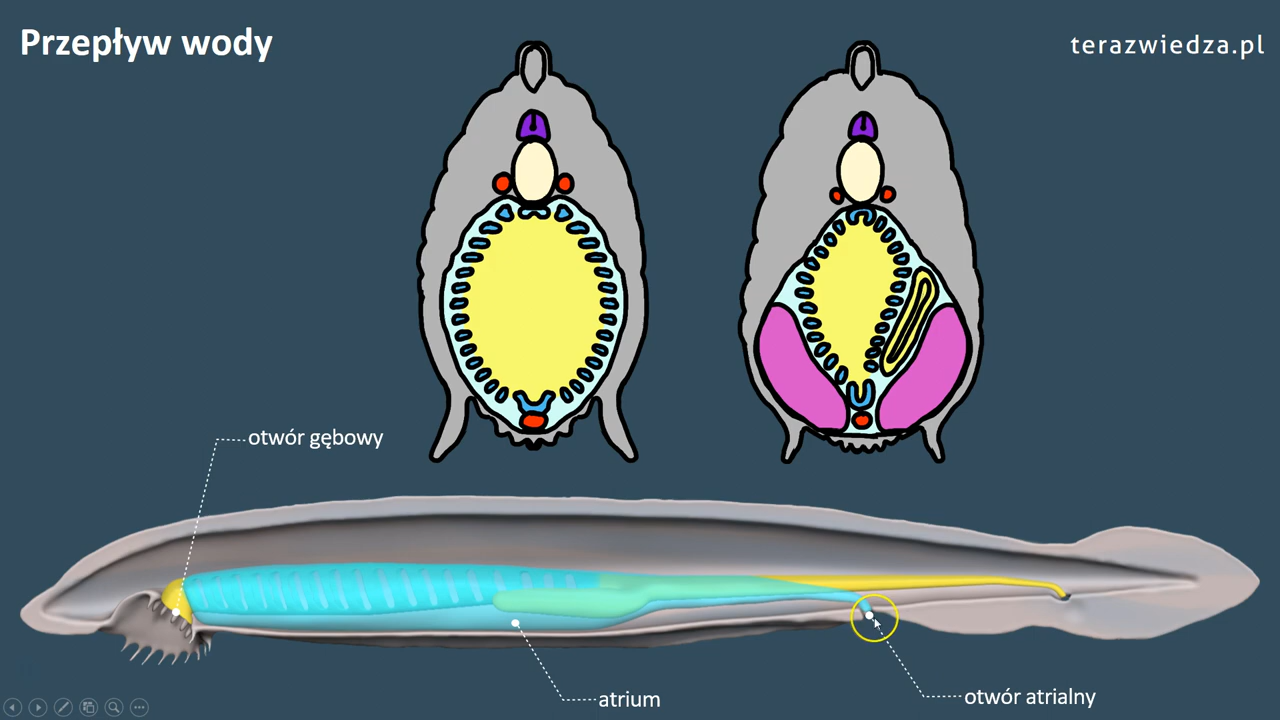 Przepływ wody
terazwiedza.pl
otwór gębowy
atrium
otwór atrialny